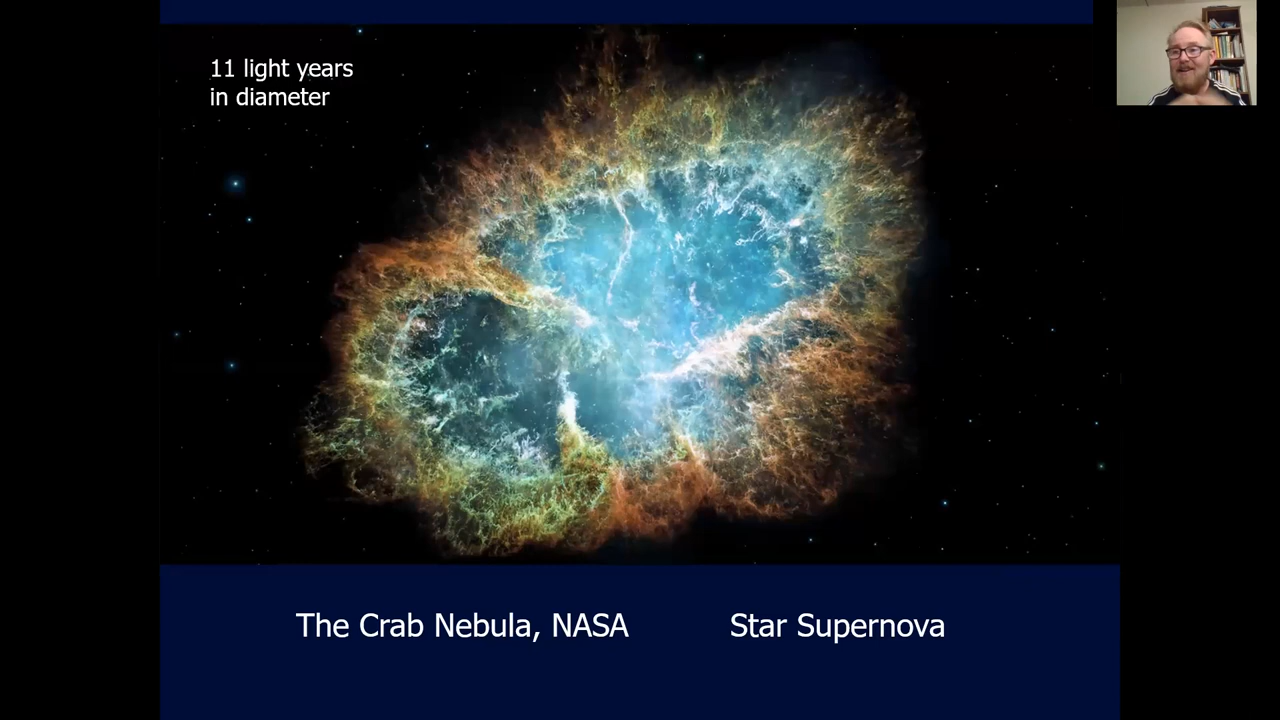 11 light years
in diameter
The Crab Nebula, NASA
Star Supernova